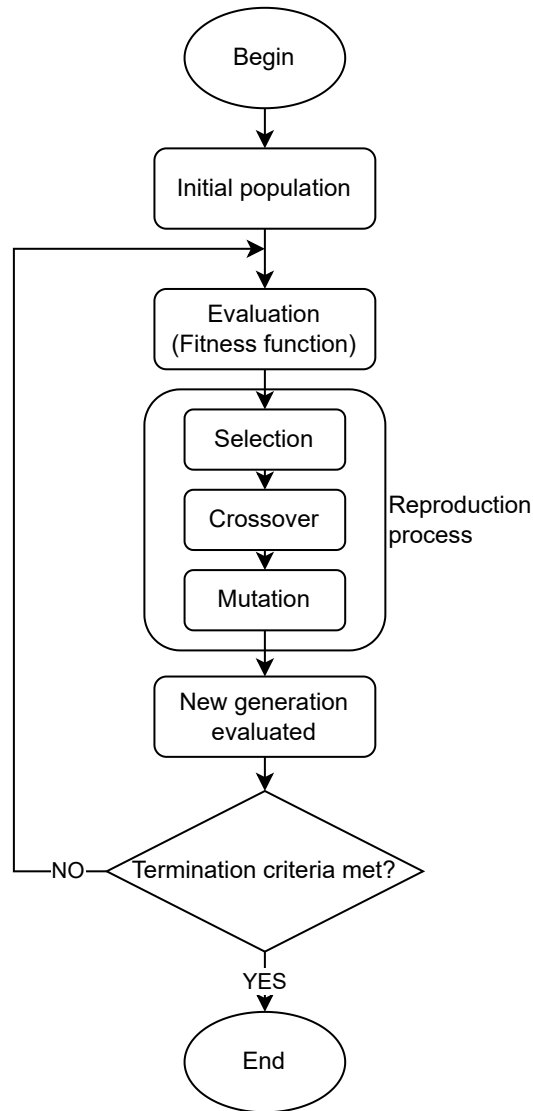 Begin
Initial population
Evaluation
(Fitness function)
Selection
Crossover
Mutation
Reproduction
process
New generation
evaluated
Termination criteria met?
NO
YES
End